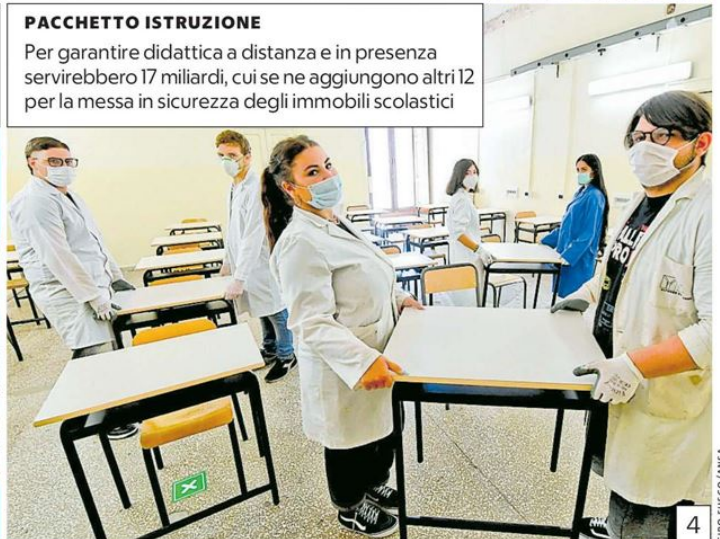 PACCHETTO ISTRUZIONE
Per garantire didattica a distanza e in presenza
servirebbero 17 miliardi, cui se ne aggiungono altri 12
per la messa in sicurezza degli immobili scolastici
4